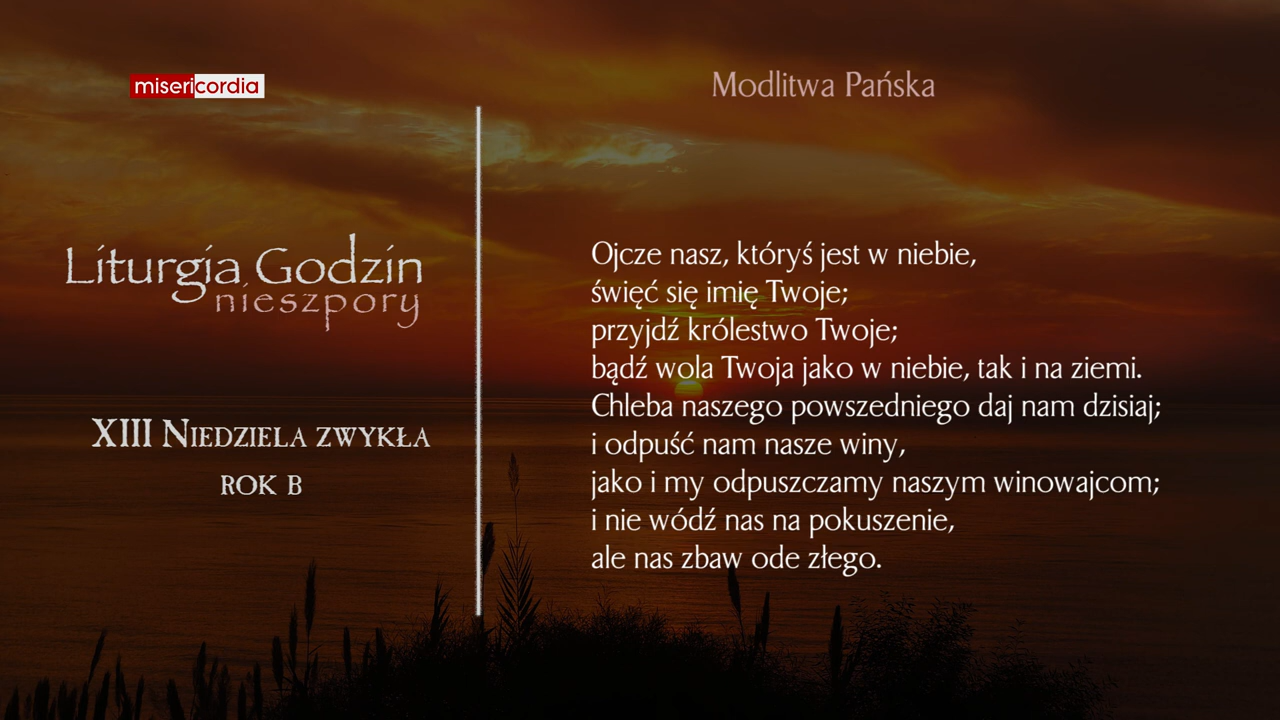 misericordia
Liturgia Godzin
nieszpory
XIII Niedziela zwykła
rok B
Modlitwa Pańska
Ojcze nasz, któryś jest w niebie,
święć się imię Twoje;
przyjdź królestwo Twoje;
bądź wola Twoja jako w niebie, tak i na ziemi.
Chleba naszego powszedniego daj nam dzisiaj;
i odpuść nam nasze winy,
jako i my odpuszczamy naszym winowajcom;
i nie wódź nas na pokuszenie,
ale nas zbaw ode złego.